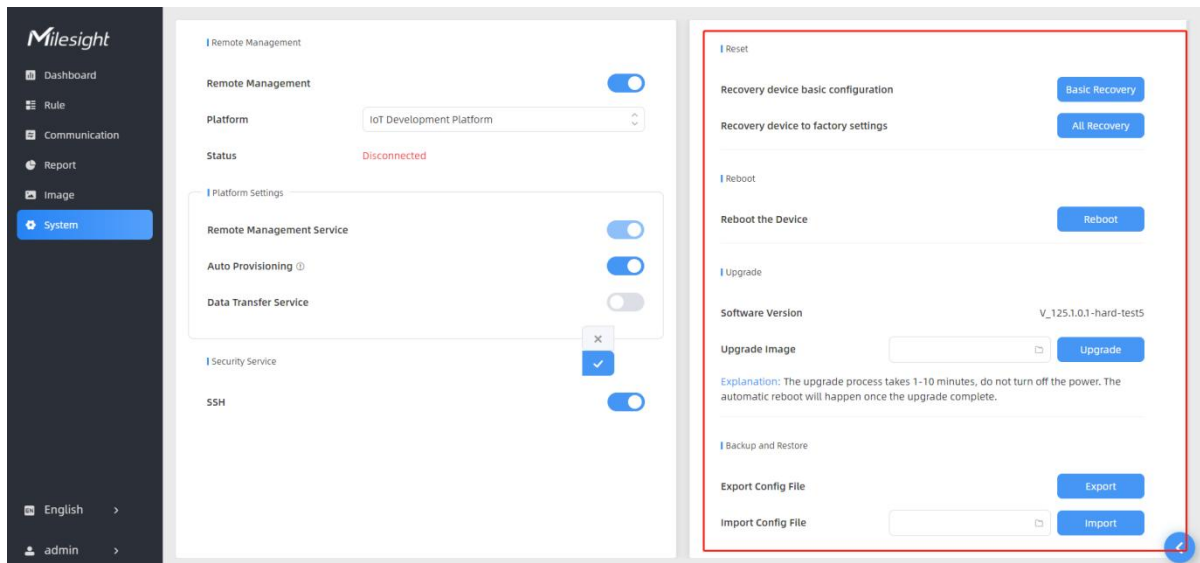 Milesight
Dashboard
Rule
Communication
Report
Image
System
EN English
admin
Remote Management
Remote Management
Platform IoT Development Platform
Status Disconnected
Platform Settings
Remote Management Service
Auto Provisioning
Data Transfer Service
Security Service
SSH
Reset
Recovery device basic configuration Basic Recovery
Recovery device to factory settings All Recovery
Reboot
Reboot the Device Reboot
Upgrade
Software Version V_125.1.0.1-hard-test5
Upgrade Image Upgrade
Explanation: The upgrade process takes 1-10 minutes, do not turn off the power. The
automatic reboot will happen once the upgrade complete.
Backup and Restore
Export Config File Export
Import Config File Import